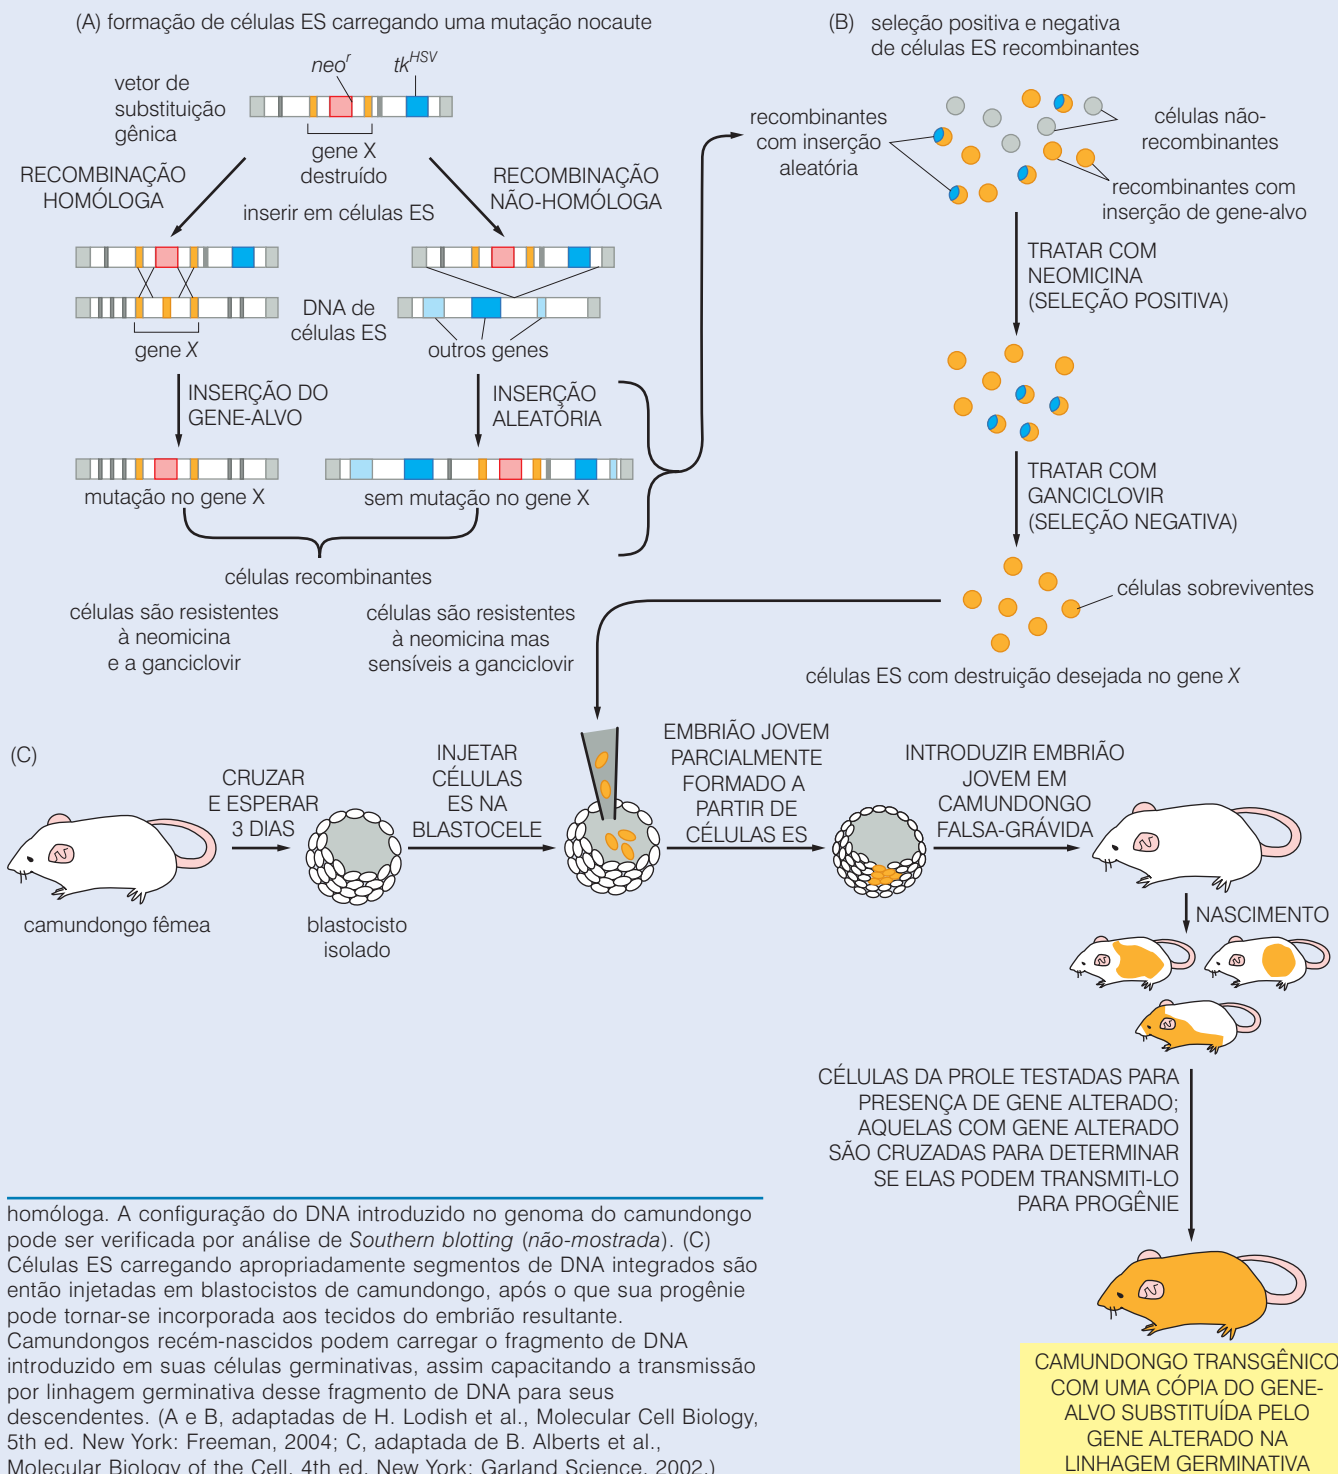 (A) formação de células ES carregando uma mutação nocaute
neoʳ
tkᴴˢⱽ
vetor de
substituição
gênica
gene X
destruído
RECOMBINAÇÃO
HOMÓLOGA
RECOMBINAÇÃO
NÃO-HOMÓLOGA
inserir em células ES
DNA de
células ES
gene X
outros genes
INSERÇÃO DO
GENE-ALVO
INSERÇÃO
ALEATÓRIA
mutação no gene X
sem mutação no gene X
células recombinantes
células são resistentes
à neomicina
e a ganciclovir
células são resistentes
à neomicina mas
sensíveis a ganciclovir
(B) seleção positiva e negativa
de células ES recombinantes
recombinantes
com inserção
aleatória
células não-
recombinantes
recombinantes com
inserção de gene-alvo
TRATAR COM
NEOMICINA
(SELEÇÃO POSITIVA)
TRATAR COM
GANCICLOVIR
(SELEÇÃO NEGATIVA)
células sobreviventes
células ES com destruição desejada no gene X
(C)
camundongo fêmea
CRUZAR
E ESPERAR
3 DIAS
blastocisto
isolado
INJETAR
CÉLULAS
ES NA
BLASTOCELE
EMBRIÃO JOVEM
PARCIALMENTE
FORMADO A
PARTIR DE
CÉLULAS ES
INTRODUZIR EMBRIÃO
JOVEM EM
CAMUNDONGO
FALSA-GRÁVIDA
NASCIMENTO
CÉLULAS DA PROLE TESTADAS PARA
PRESENÇA DE GENE ALTERADO;
AQUELAS COM GENE ALTERADO
SÃO CRUZADAS PARA DETERMINAR
SE ELAS PODEM TRANSMITI-LO
PARA PROGÊNIE
CAMUNDONGO TRANSGÊNICO
COM UMA CÓPIA DO GENE-
ALVO SUBSTITUÍDA PELO
GENE ALTERADO NA
LINHAGEM GERMINATIVA
homóloga. A configuração do DNA introduzido no genoma do camundongo
pode ser verificada por análise de Southern blotting (não-mostrada). (C)
Células ES carregando apropriadamente segmentos de DNA integrados são
então injetadas em blastocistos de camundongo, após o que sua progênie
pode tornar-se incorporada aos tecidos do embrião resultante.
Camundongos recém-nascidos podem carregar o fragmento de DNA
introduzido em suas células germinativas, assim capacitando a transmissão
por linhagem germinativa desse fragmento de DNA para seus
descendentes. (A e B, adaptadas de H. Lodish et al., Molecular Cell Biology,
5th ed. New York: Freeman, 2004; C, adaptada de B. Alberts et al.,
Molecular Biology of the Cell, 4th ed. New York: Garland Science, 2002.)